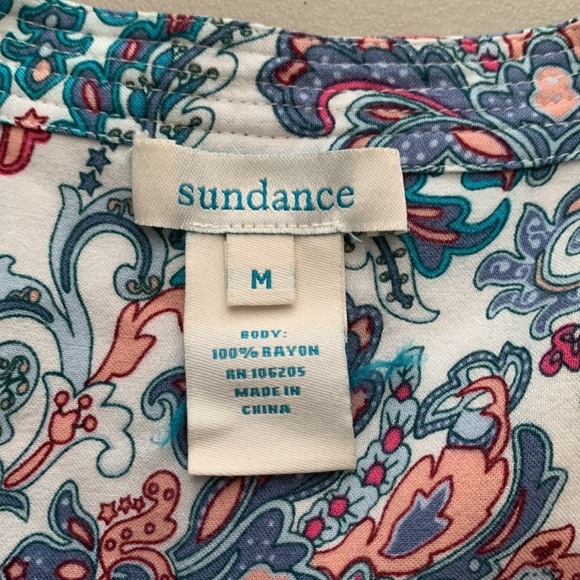 sundance
M
BODY:
100% RAYON
RN 106205
MADE IN
CHINA